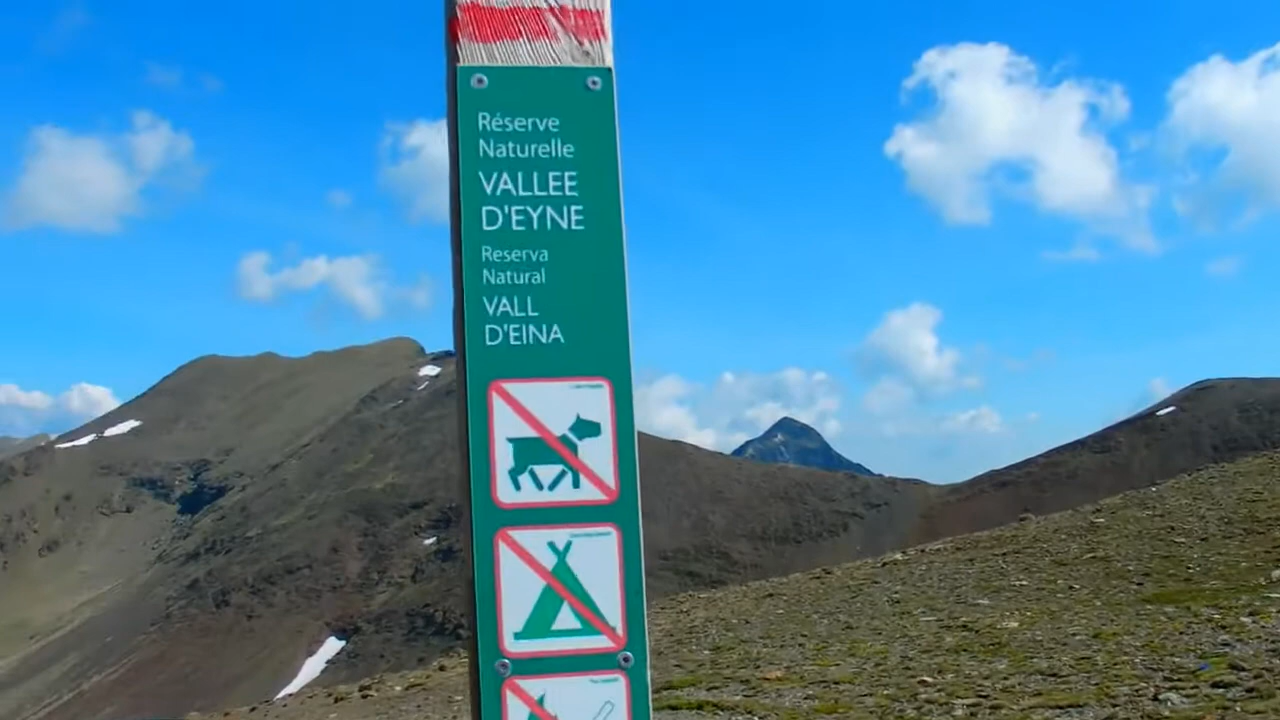 Réserve
Naturelle
VALLEE
D'EYNE
Reserva
Natural
VALL
D'EINA